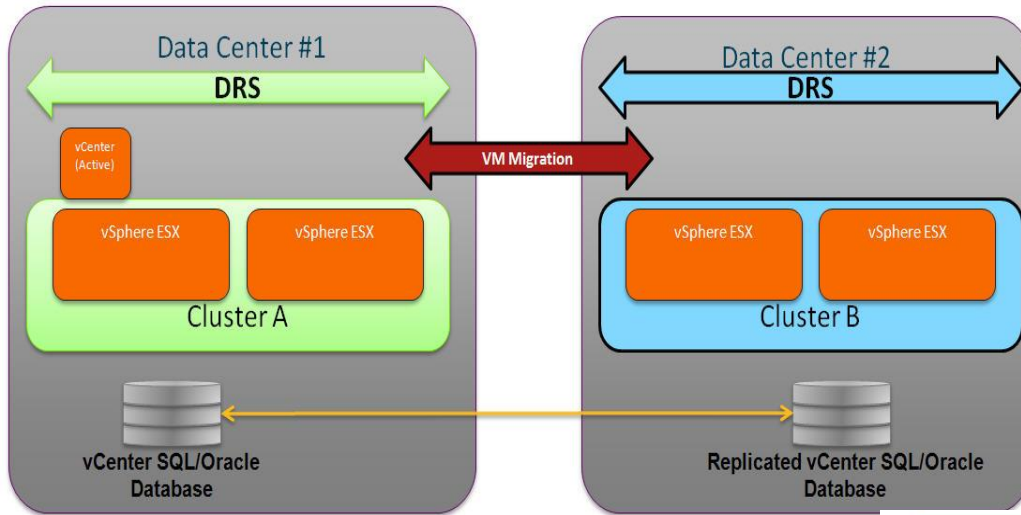 Data Center #1
DRS
vCenter
(Active)
vSphere ESX
vSphere ESX
Cluster A
vCenter SQL/Oracle
Database
VM Migration
Data Center #2
DRS
vSphere ESX
vSphere ESX
Cluster B
Replicated vCenter SQL/Oracle
Database